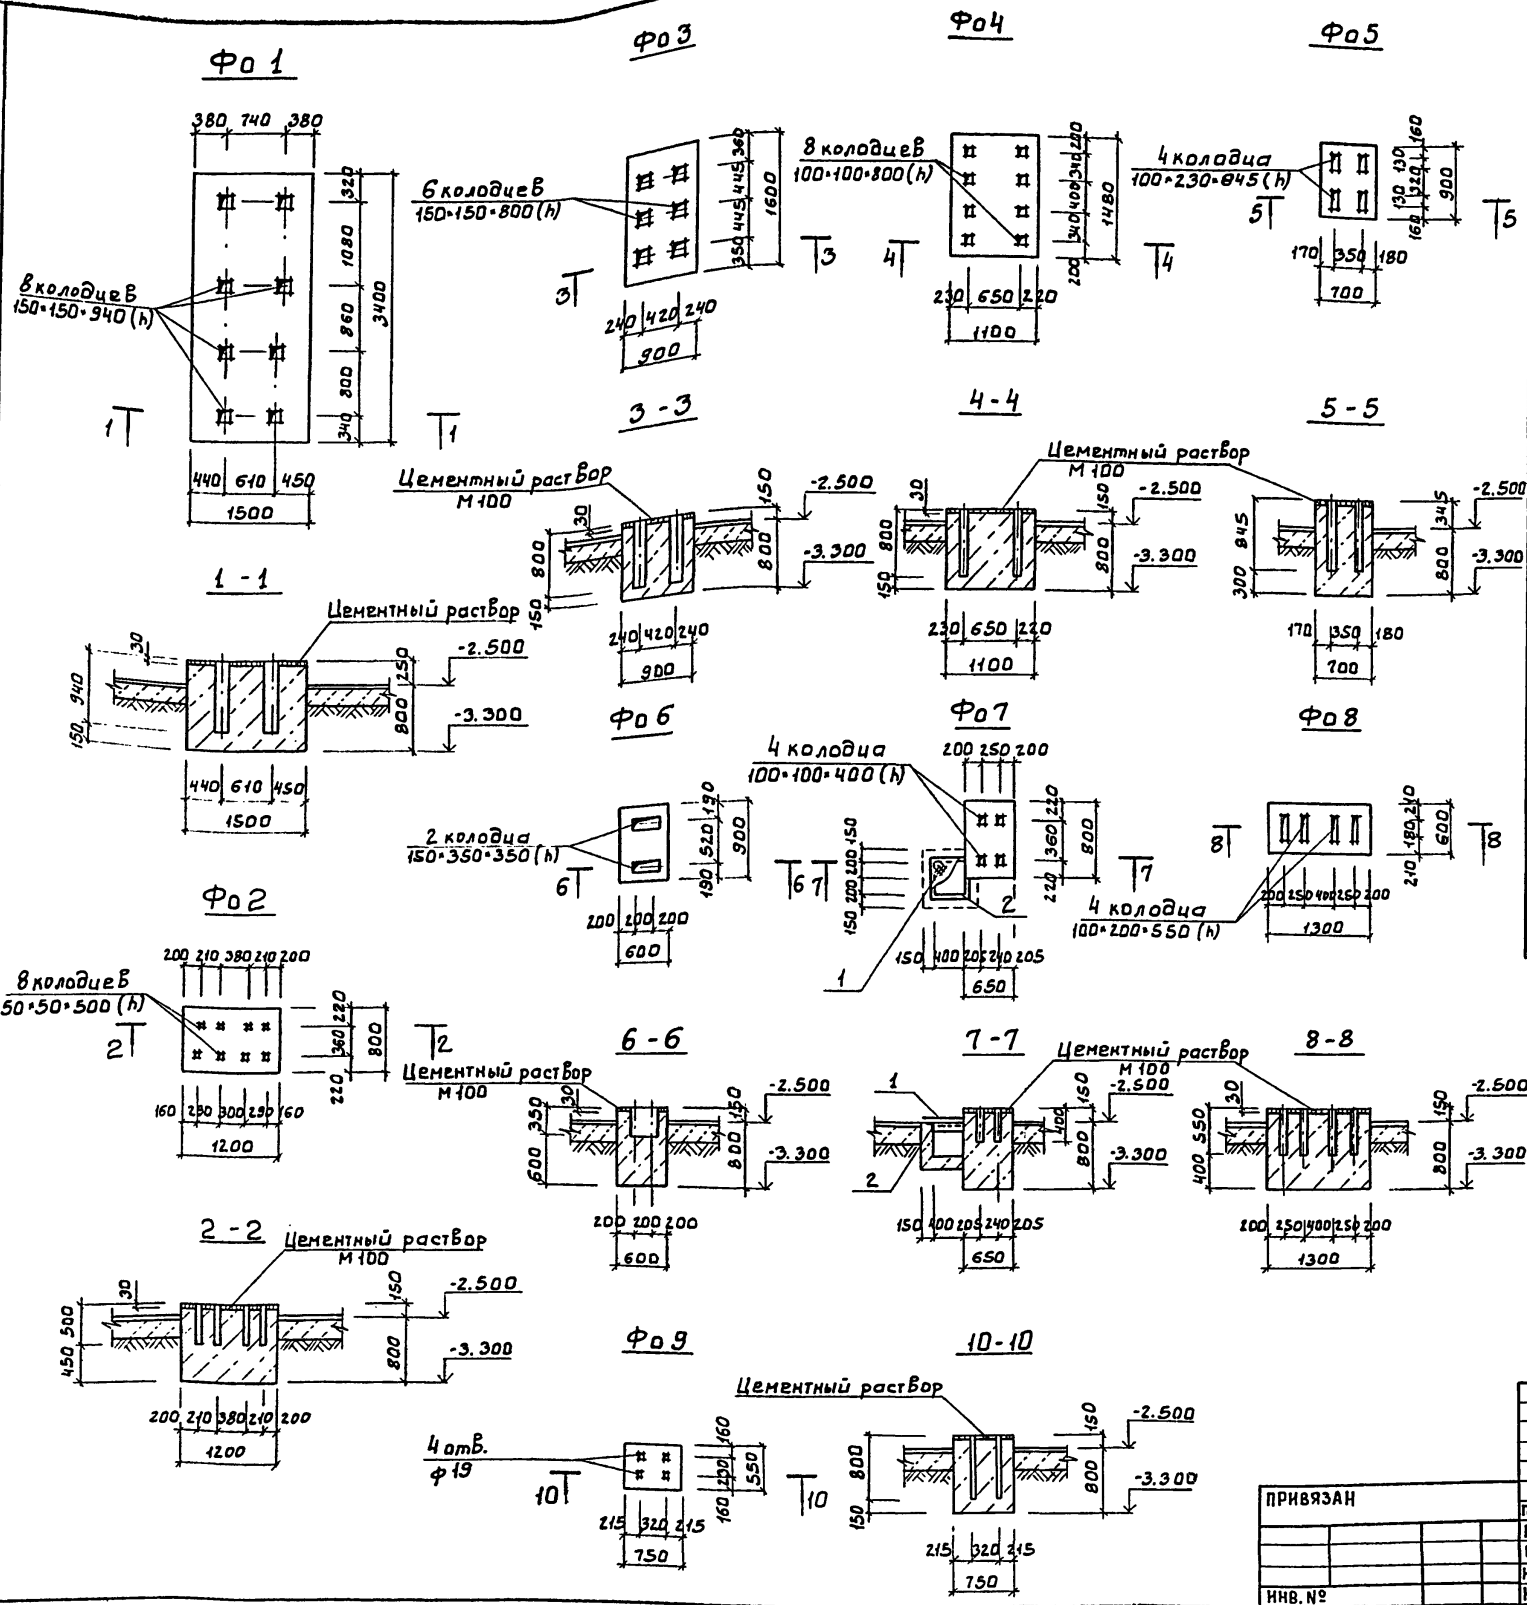 Фо 1
380 740 380
320
1080
860
800
340
3400
8 колодцев
150×150×940 (h)
1 1
440 610 450
1500
1 - 1
Цементный раствор
30
940
150
250
800
-2.500
-3.300
440 610 450
1500
Фо 2
200 210 380 210 200
8 колодцев
50×50×500 (h)
220
360
220
800
2 2
160 290 300 290 160
1200
2 - 2
Цементный раствор
М 100
30
500
450
150
800
-2.500
-3.300
200 210 380 210 200
1200
Фо 3
6 колодцев
150×150×800 (h)
360
445
445
350
1600
3 3
240 420 240
900
3 - 3
Цементный раствор
М 100
30
800
150
150
800
-2.500
-3.300
240 420 240
900
Фо 4
8 колодцев
100×100×800 (h)
200
340
400
340
200
1480
4 4
230 650 220
1100
4 - 4
Цементный раствор
М 100
30
800
150
150
800
-2.500
-3.300
230 650 220
1100
Фо 5
4 колодца
100×230×845 (h)
160
130
320
130
160
900
5 5
170 350 180
700
5 - 5
845
300
345
800
-2.500
-3.300
170 350 180
700
Фо 6
2 колодца
150×350×350 (h)
190
520
190
900
6 6
200 200 200
600
6 - 6
Цементный раствор
М 100
30
350
600
150
800
-2.500
-3.300
200 200 200
600
Фо 7
4 колодца
100×100×400 (h)
200 250 200
220
360
220
800
150
200
200
150
7 7
1
2
150 400 205 240 205
650
7 - 7
Цементный раствор
М 100
1
2
400
150
800
-2.500
-3.300
150 400 205 240 205
650
Фо 8
210
180
210
600
8 8
4 колодца
100×200×550 (h)
200 250 400 250 200
1300
8 - 8
30
550
400
150
800
-2.500
-3.300
200 250 400 250 200
1300
Фо 9
4 отв.
φ 19
160
200
160
550
10 10
215 320 215
750
10-10
Цементный раствор
800
150
150
800
-2.500
-3.300
215 320 215
750
ПРИВЯЗАН
ИНВ. №